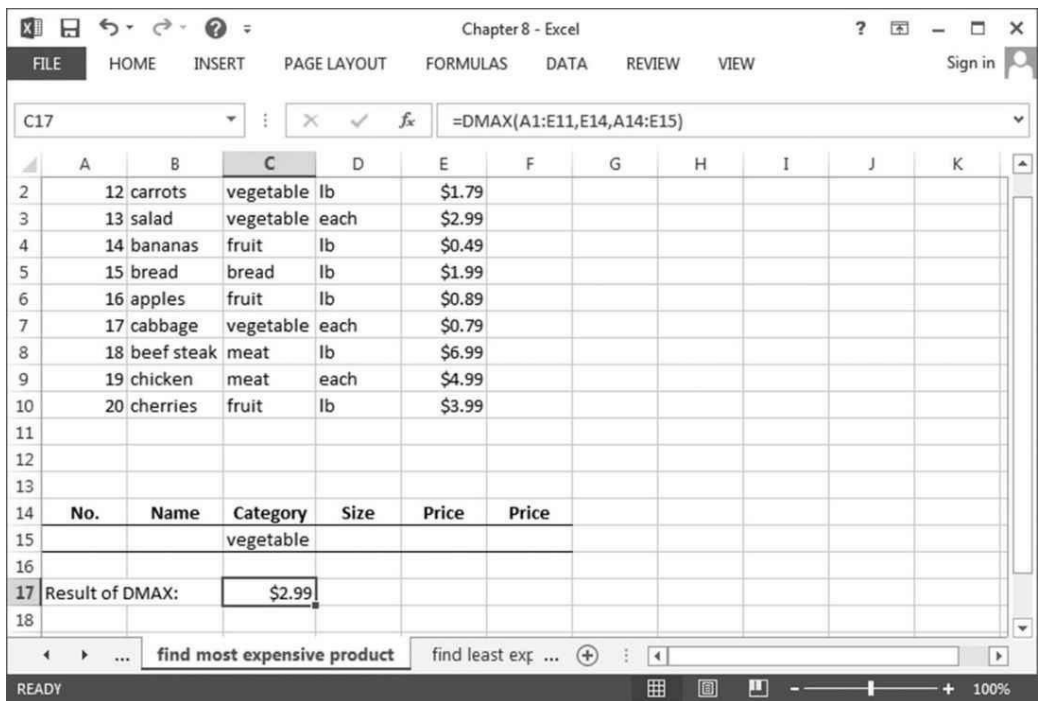 Chapter 8 - Excel
?
FILE HOME INSERT PAGE LAYOUT FORMULAS DATA REVIEW VIEW Sign in
C17 fx =DMAX(A1:E11,E14,A14:E15)
A B C D E F G H I J K
2 12 carrots vegetable lb $1.79
3 13 salad vegetable each $2.99
4 14 bananas fruit lb $0.49
5 15 bread bread lb $1.99
6 16 apples fruit lb $0.89
7 17 cabbage vegetable each $0.79
8 18 beef steak meat lb $6.99
9 19 chicken meat each $4.99
10 20 cherries fruit lb $3.99
11
12
13
14 No. Name Category Size Price Price
15 vegetable
16
17 Result of DMAX: $2.99
18
... find most expensive product find least exp ...
READY 100%